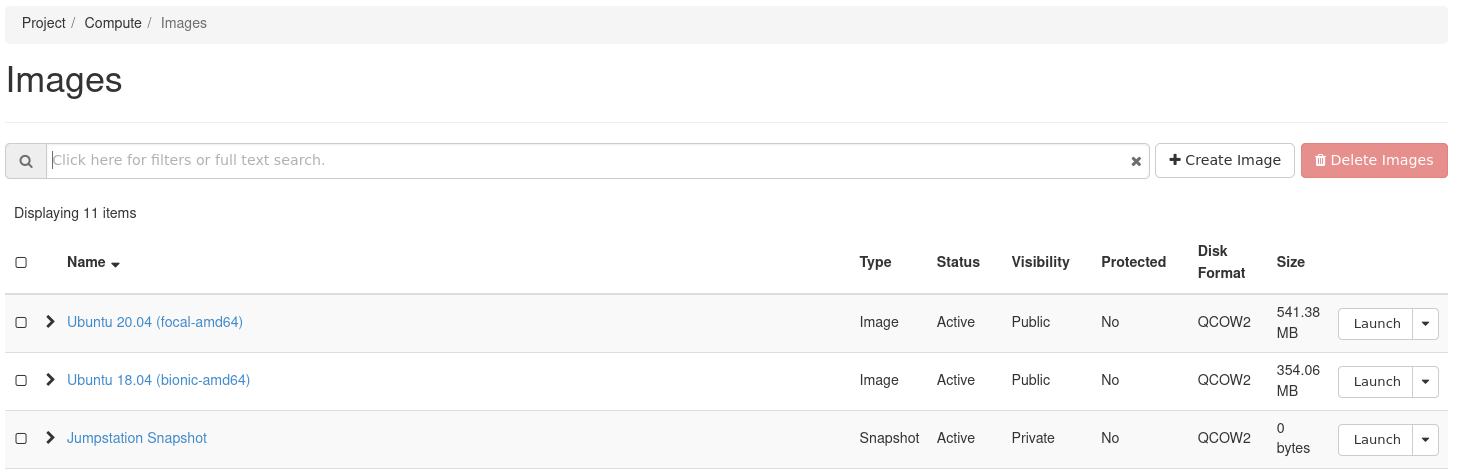 Project / Compute / Images
Images
Click here for filters or full text search.
Create Image
Delete Images
Displaying 11 items
Name Type Status Visibility Protected Disk Format Size
Ubuntu 20.04 (focal-amd64) Image Active Public No QCOW2 541.38 MB Launch
Ubuntu 18.04 (bionic-amd64) Image Active Public No QCOW2 354.06 MB Launch
Jumpstation Snapshot Snapshot Active Private No QCOW2 0 bytes Launch